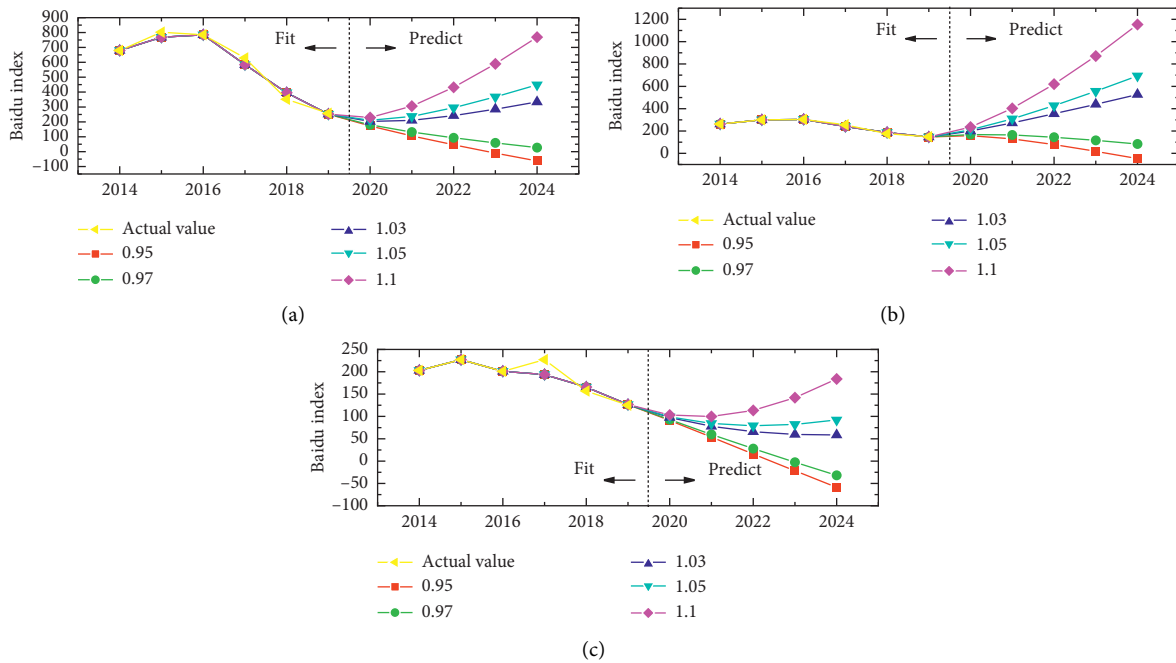 900
800
700
600
500
400
300
200
100
0
−100
Baidu index
Fit
Predict
2014 2016 2018 2020 2022 2024
Actual value
0.95
0.97
1.03
1.05
1.1
(a)
1200
1000
800
600
400
200
0
Baidu index
Fit
Predict
2014 2016 2018 2020 2022 2024
Actual value
0.95
0.97
1.03
1.05
1.1
(b)
250
200
150
100
50
0
−50
−100
Baidu index
Fit
Predict
2014 2016 2018 2020 2022 2024
Actual value
0.95
0.97
1.03
1.05
1.1
(c)